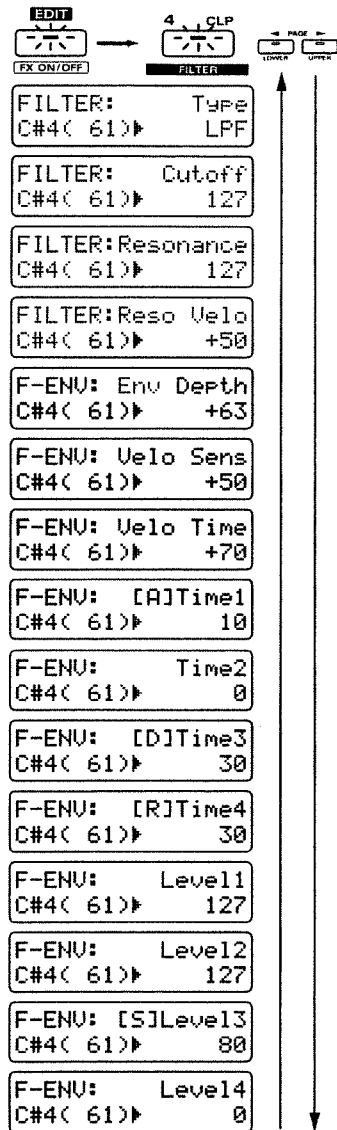 EDIT
4 CLP
◄ PAGE ►
LOWER UPPER
FX ON/OFF
FILTER
FILTER: Type
C#4( 61)▸ LPF
FILTER: Cutoff
C#4( 61)▸ 127
FILTER:Resonance
C#4( 61)▸ 127
FILTER:Reso Velo
C#4( 61)▸ +50
F-ENV: Env Depth
C#4( 61)▸ +63
F-ENV: Velo Sens
C#4( 61)▸ +50
F-ENV: Velo Time
C#4( 61)▸ +70
F-ENV: [A]Time1
C#4( 61)▸ 10
F-ENV: Time2
C#4( 61)▸ 0
F-ENV: [D]Time3
C#4( 61)▸ 30
F-ENV: [R]Time4
C#4( 61)▸ 30
F-ENV: Level1
C#4( 61)▸ 127
F-ENV: Level2
C#4( 61)▸ 127
F-ENV: [S]Level3
C#4( 61)▸ 80
F-ENV: Level4
C#4( 61)▸ 0